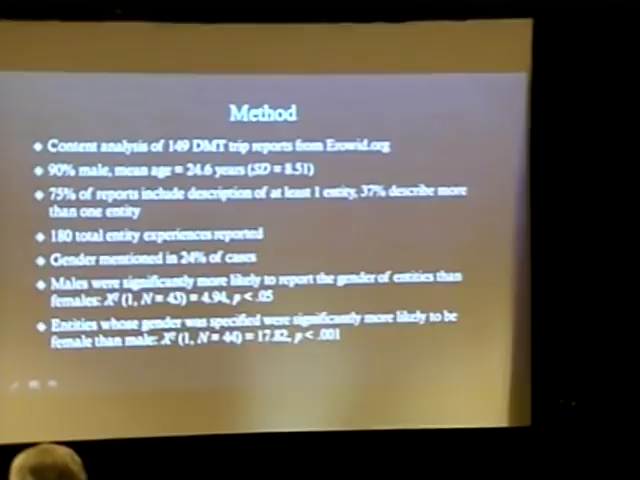 Method
❖ Content analysis of 149 DMT trip reports from Erowid.org
❖ 90% male, mean age = 24.6 years (SD = 8.51)
❖ 75% of reports include description of at least 1 entity, 37% describe more
than one entity
❖ 180 total entity experiences reported
❖ Gender mentioned in 24% of cases
❖ Males were significantly more likely to report the gender of entities than
females: X² (1, N = 43) = 4.94, p < .05
❖ Entities whose gender was specified were significantly more likely to be
female than male: X² (1, N = 44) = 17.82, p < .001